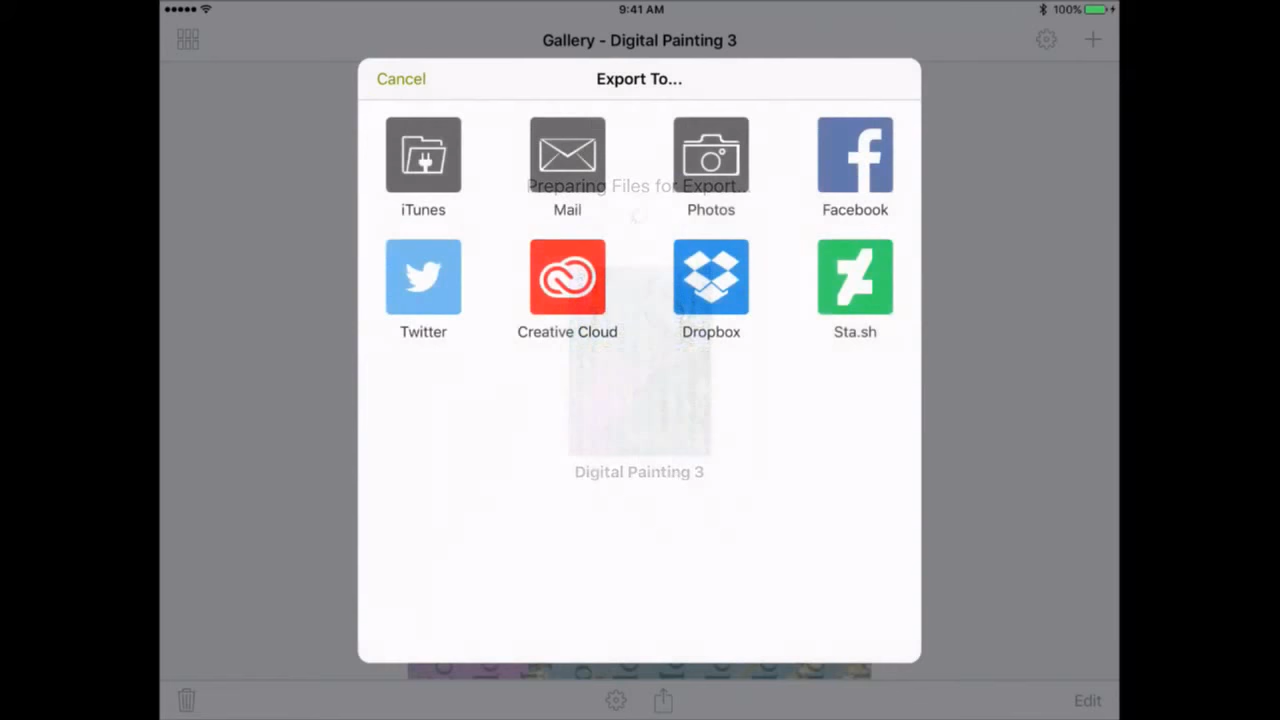 9:41 AM
100%
Gallery - Digital Painting 3
Cancel
Export To...
Preparing Files for Export...
iTunes
Mail
Photos
Facebook
Twitter
Creative Cloud
Dropbox
Sta.sh
Digital Painting 3
Edit